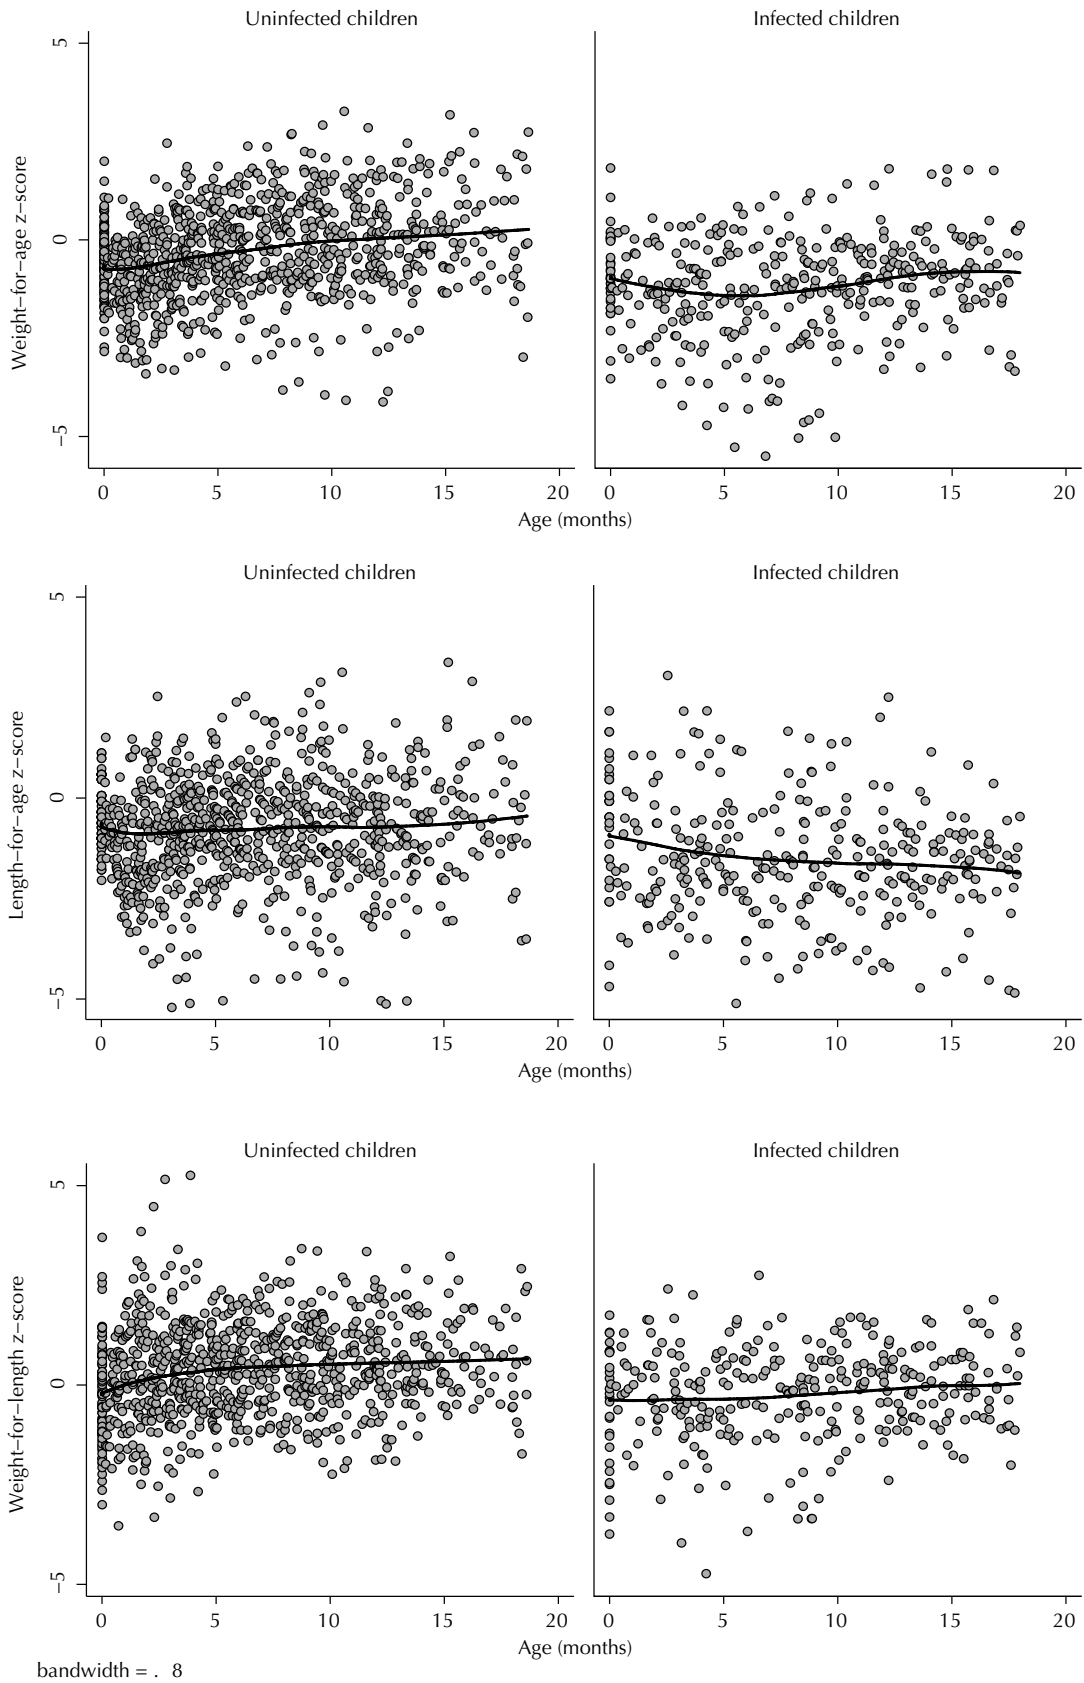 Uninfected children Infected children
Weight–for–age z–score
5
0
–5
0 5 10 15 20 0 5 10 15 20
Age (months)
Uninfected children Infected children
Length–for–age z–score
5
0
–5
0 5 10 15 20 0 5 10 15 20
Age (months)
Uninfected children Infected children
Weight–for–length z–score
5
0
–5
0 5 10 15 20 0 5 10 15 20
Age (months)
bandwidth = . 8